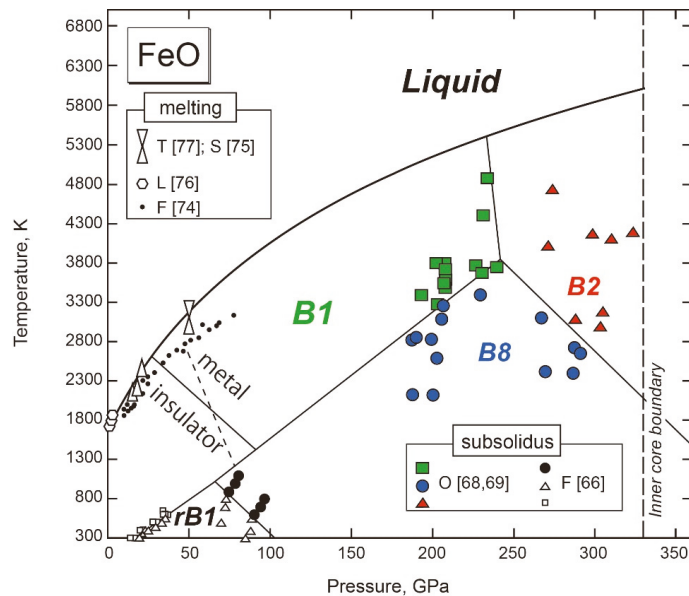 FeO
melting
T [77]; S [75]
L [76]
F [74]
Liquid
B1
B2
B8
rB1
metal
insulator
subsolidus
O [68,69]
F [66]
Inner core boundary
Temperature, K
6800
6300
5800
5300
4800
4300
3800
3300
2800
2300
1800
1300
800
300
0
50
100
150
200
250
300
350
Pressure, GPa